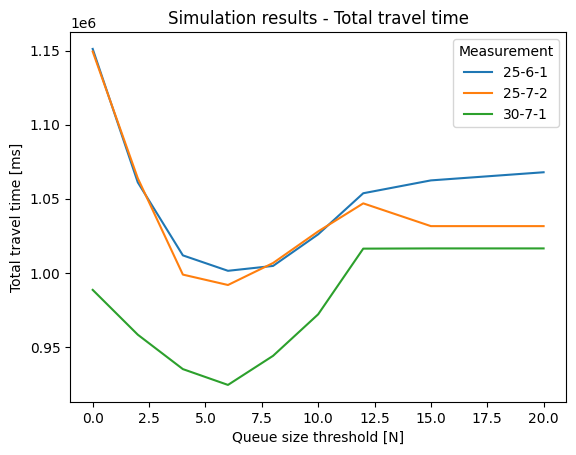 Simulation results - Total travel time
1e6
Measurement
25-6-1
25-7-2
30-7-1
Total travel time [ms]
1.15
1.10
1.05
1.00
0.95
0.0 2.5 5.0 7.5 10.0 12.5 15.0 17.5 20.0
Queue size threshold [N]